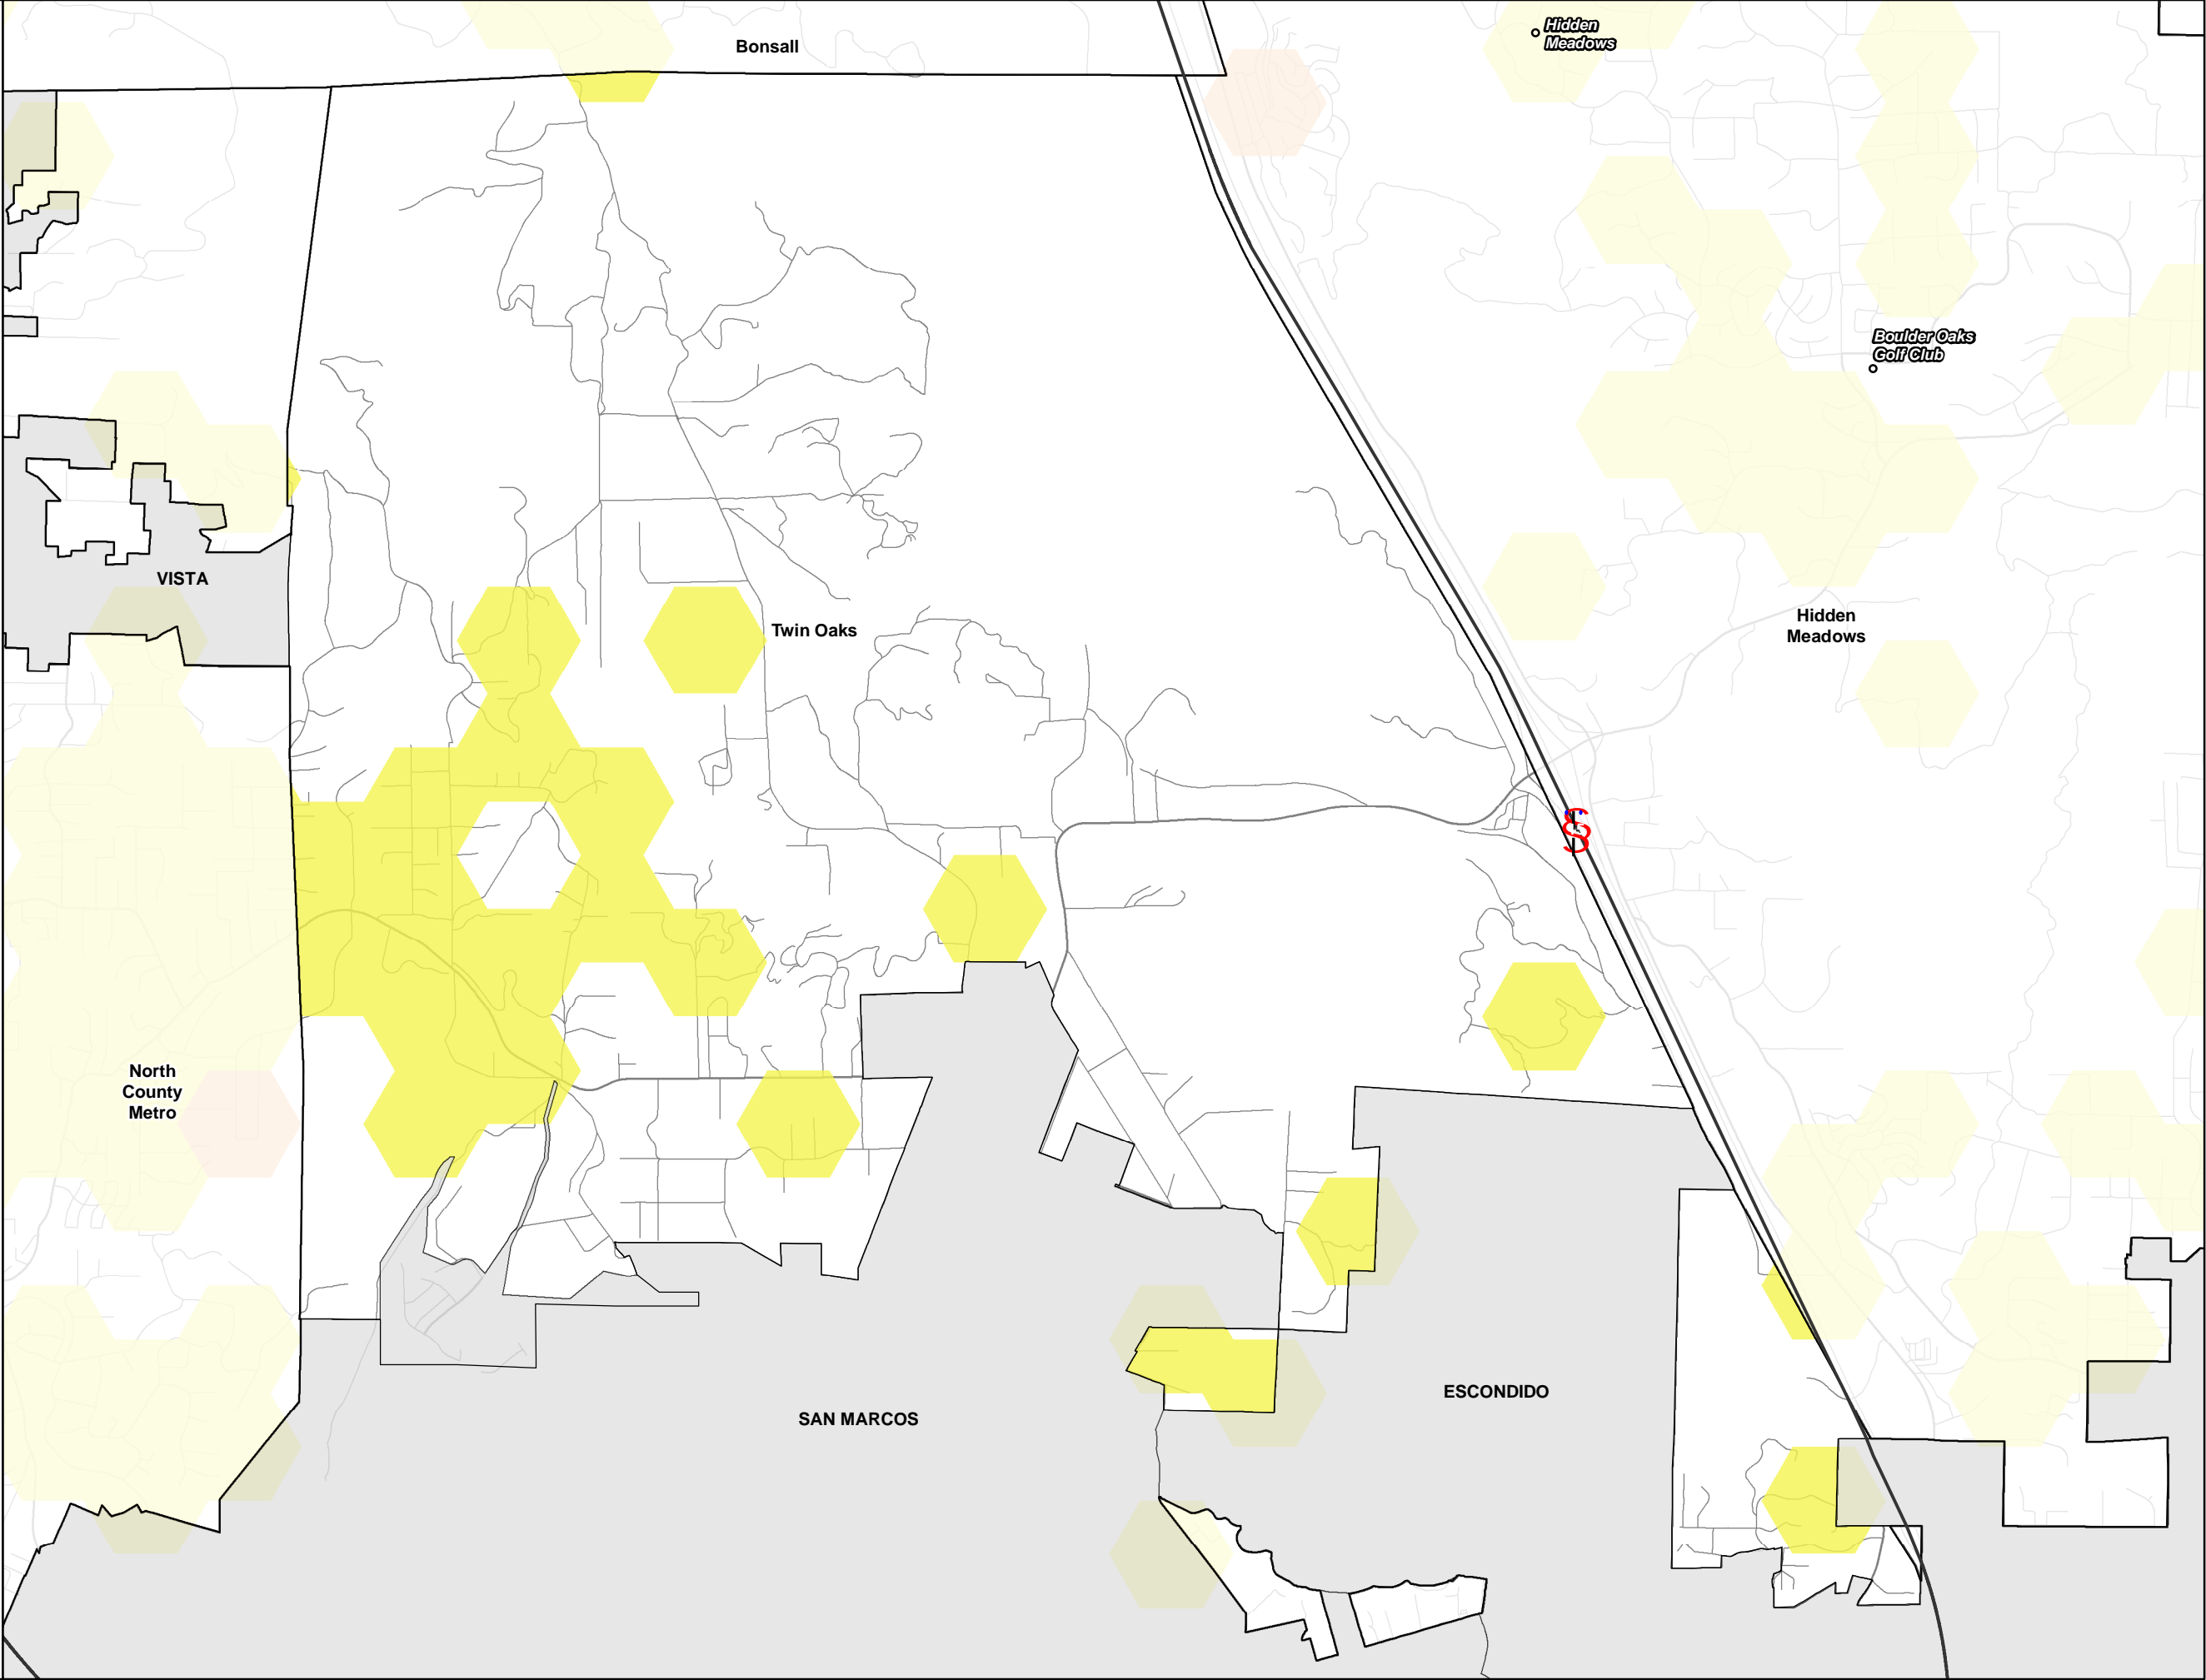 Bonsall
Hidden
Meadows
Boulder Oaks
Golf Club
VISTA
Twin Oaks
Hidden
Meadows
North
County
Metro
SAN MARCOS
ESCONDIDO